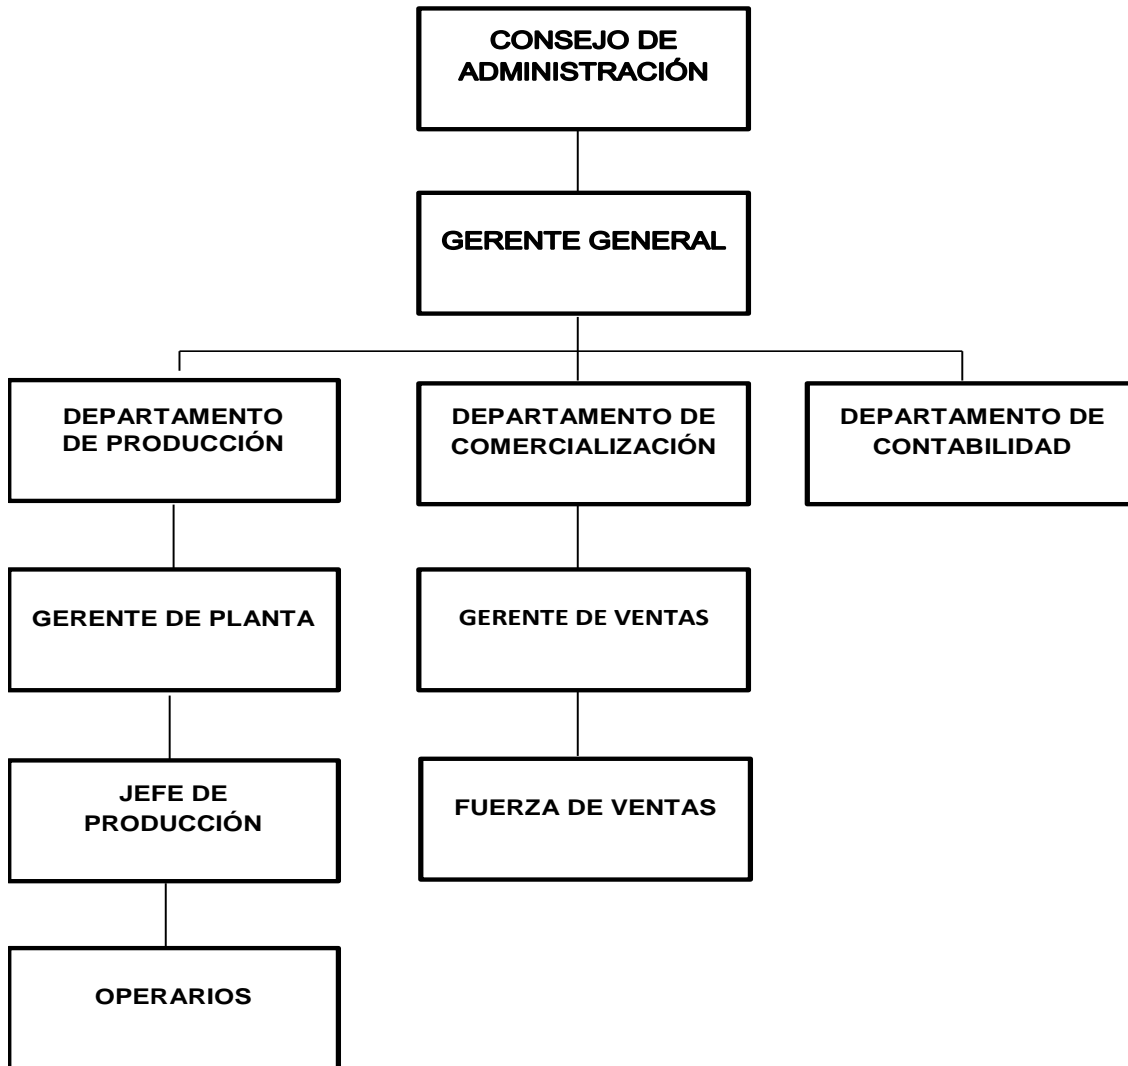 CONSEJO DE
ADMINISTRACIÓN
GERENTE GENERAL
DEPARTAMENTO
DE PRODUCCIÓN
DEPARTAMENTO DE
COMERCIALIZACIÓN
DEPARTAMENTO DE
CONTABILIDAD
GERENTE DE PLANTA
GERENTE DE VENTAS
JEFE DE
PRODUCCIÓN
FUERZA DE VENTAS
OPERARIOS